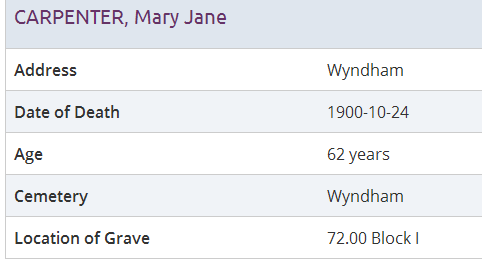 CARPENTER, Mary Jane
Address Wyndham
Date of Death 1900-10-24
Age 62 years
Cemetery Wyndham
Location of Grave 72.00 Block I